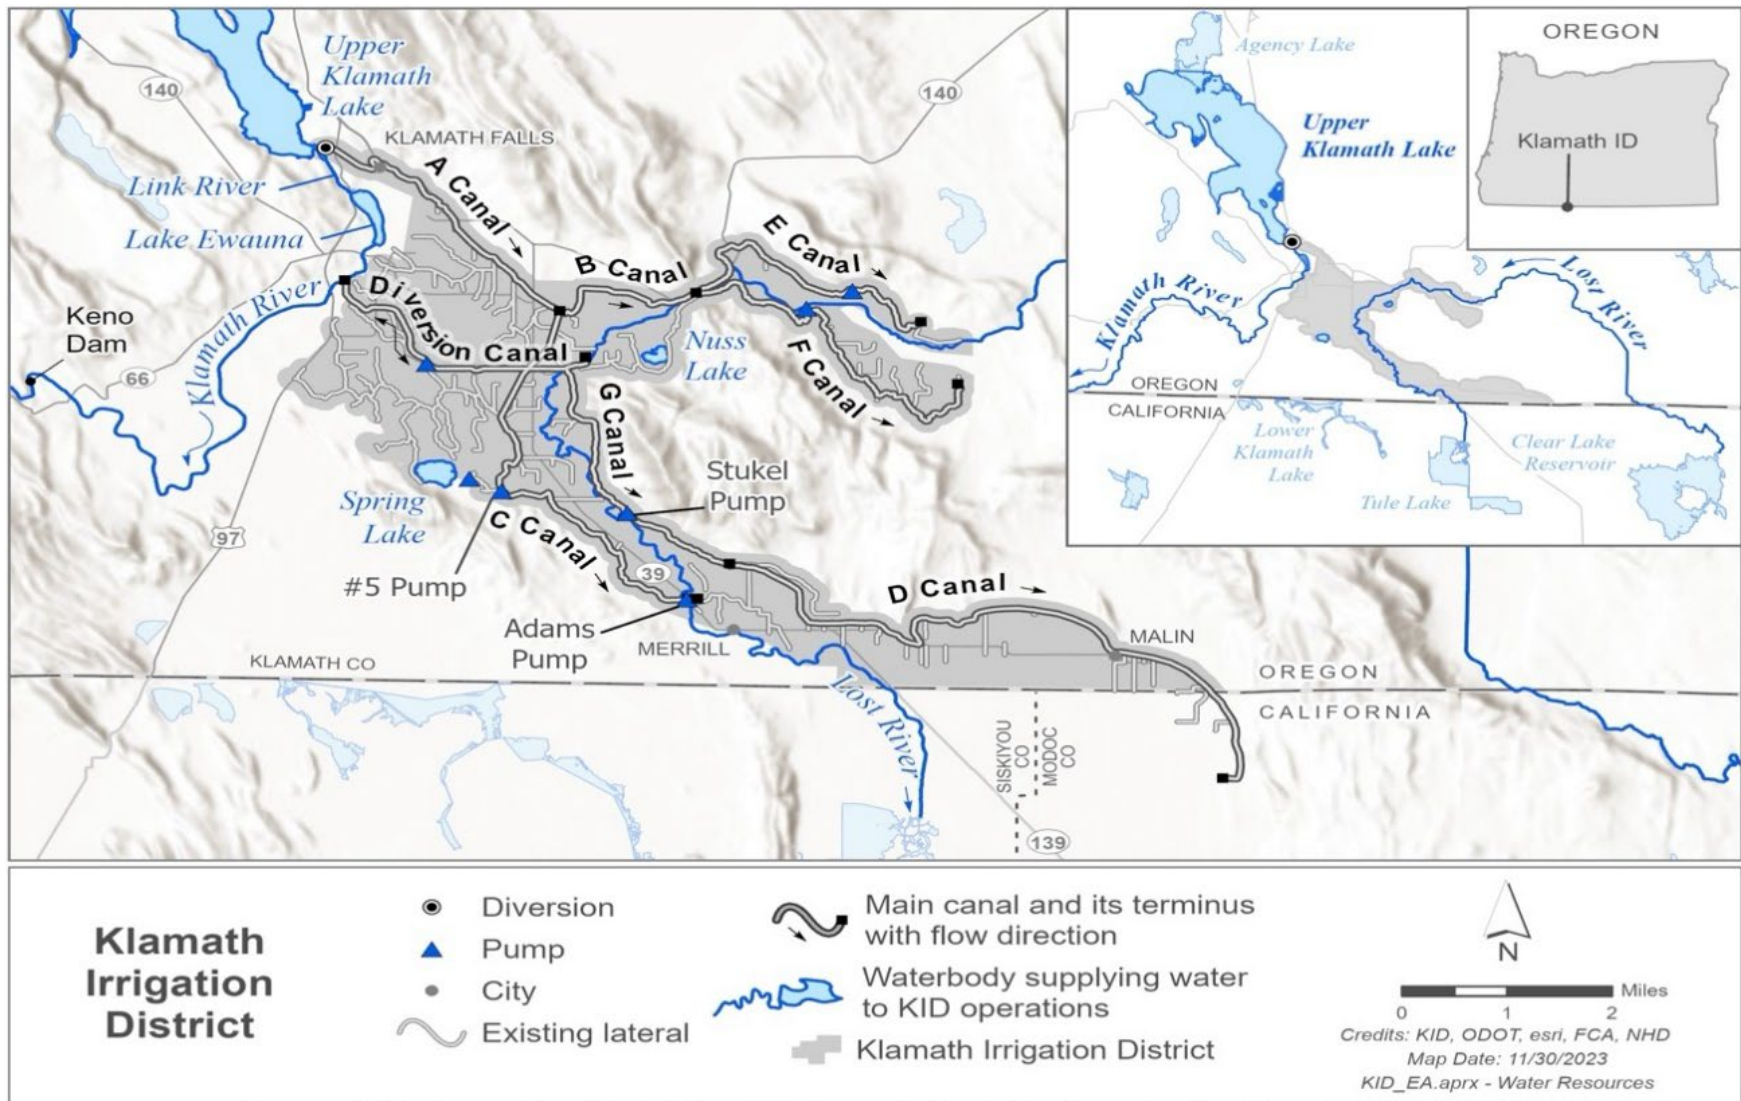 Upper
Klamath
Lake
140
KLAMATH FALLS
140
Link River
Lake Ewauna
A Canal
B Canal
E Canal
Klamath River
Diversion Canal
Keno
Dam
66
Nuss
Lake
F Canal
G Canal
Stukel
Pump
Spring
Lake
C Canal
97
#5 Pump
39
D Canal
Adams
Pump
MERRILL
MALIN
KLAMATH CO
Lost River
OREGON
CALIFORNIA
SISKIYOU
CO
MODOC
CO
139
Agency Lake
Upper
Klamath Lake
Klamath River
Lost River
OREGON
CALIFORNIA
Lower
Klamath
Lake
Clear Lake
Reservoir
Tule Lake
OREGON
Klamath ID
Klamath
Irrigation
District
Diversion
Pump
City
Existing lateral
Main canal and its terminus
with flow direction
Waterbody supplying water
to KID operations
Klamath Irrigation District
N
Miles
0 1 2
Credits: KID, ODOT, esri, FCA, NHD
Map Date: 11/30/2023
KID_EA.aprx - Water Resources